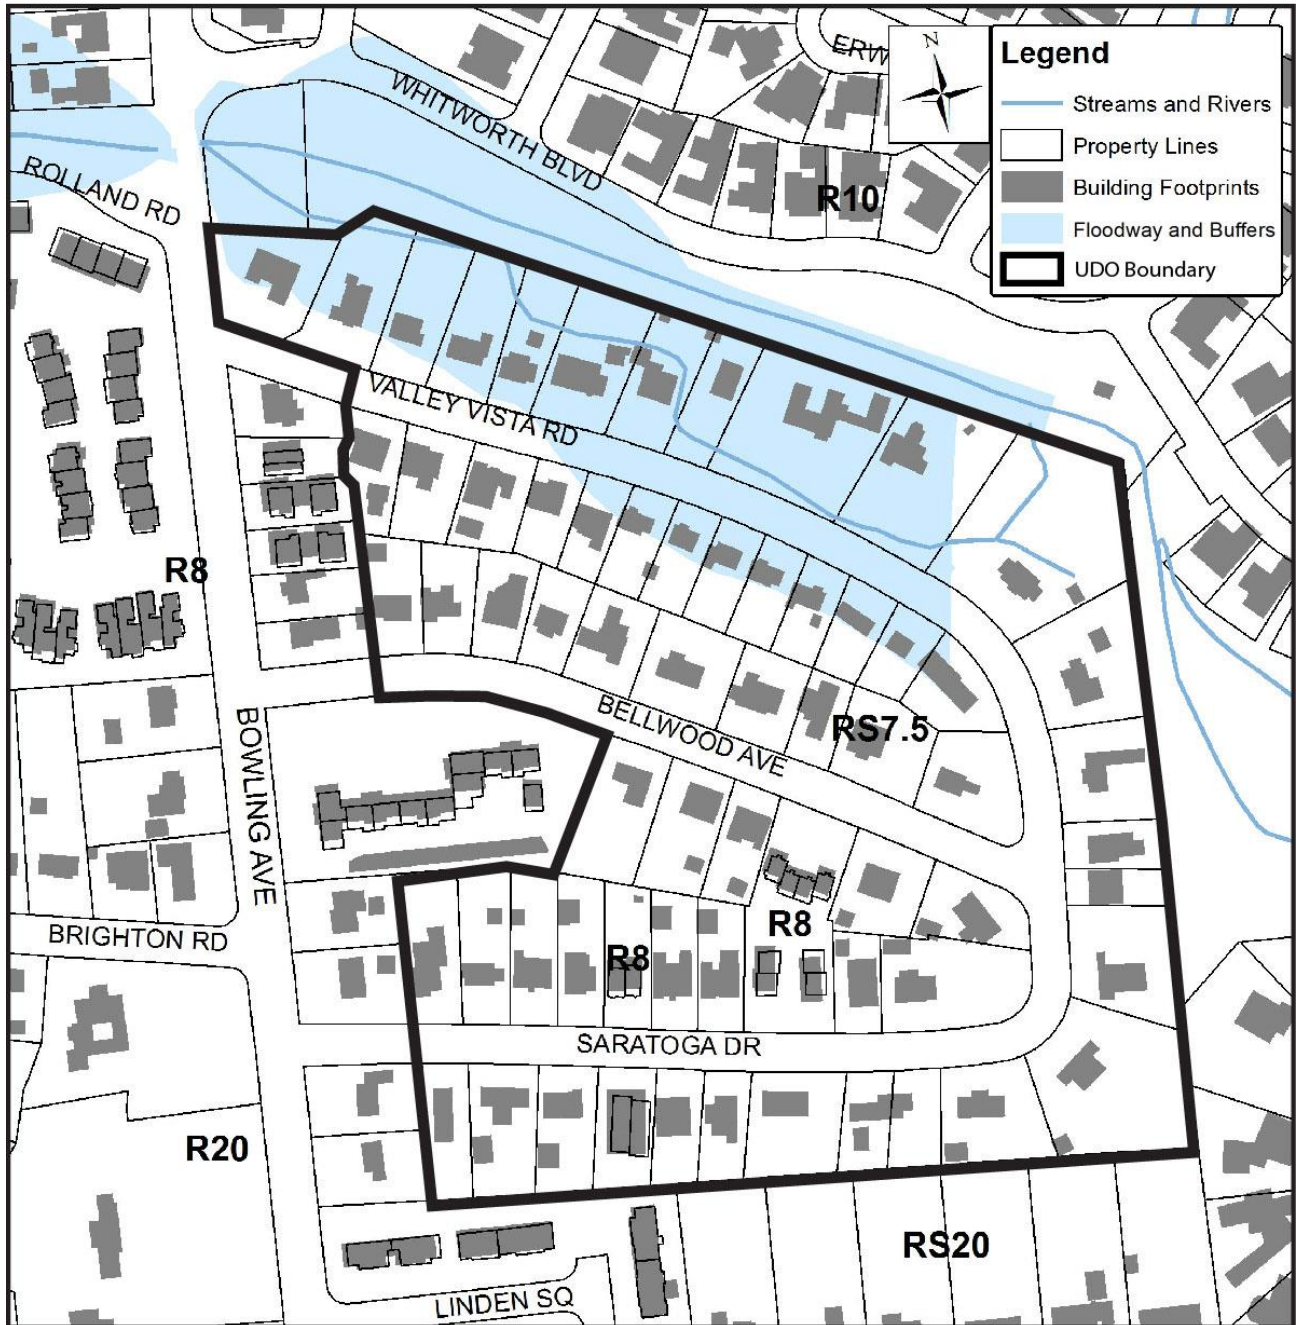 ERW
N
Legend
Streams and Rivers
Property Lines
Building Footprints
Floodway and Buffers
UDO Boundary
WHITWORTH BLVD
ROLLAND RD
R10
VALLEY VISTA RD
R8
BELLWOOD AVE
RS7.5
BOWLING AVE
R8
R8
BRIGHTON RD
SARATOGA DR
R20
RS20
LINDEN SQ